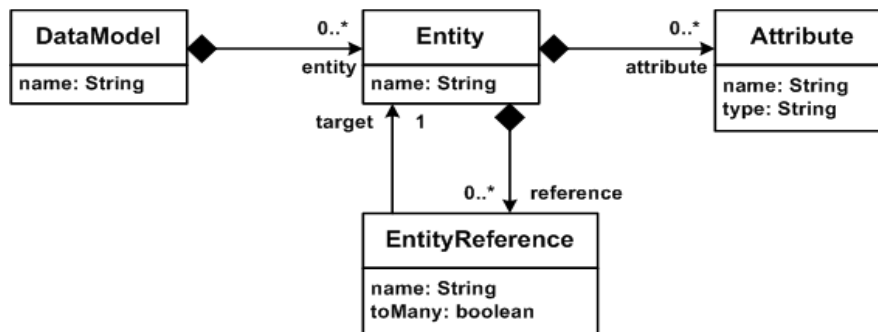 DataModel
name: String
0..*
entity
Entity
name: String
0..*
attribute
Attribute
name: String
type: String
target
1
0..*
reference
EntityReference
name: String
toMany: boolean